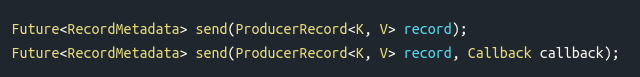 Future<RecordMetadata> send(ProducerRecord<K, V> record);
Future<RecordMetadata> send(ProducerRecord<K, V> record, Callback callback);